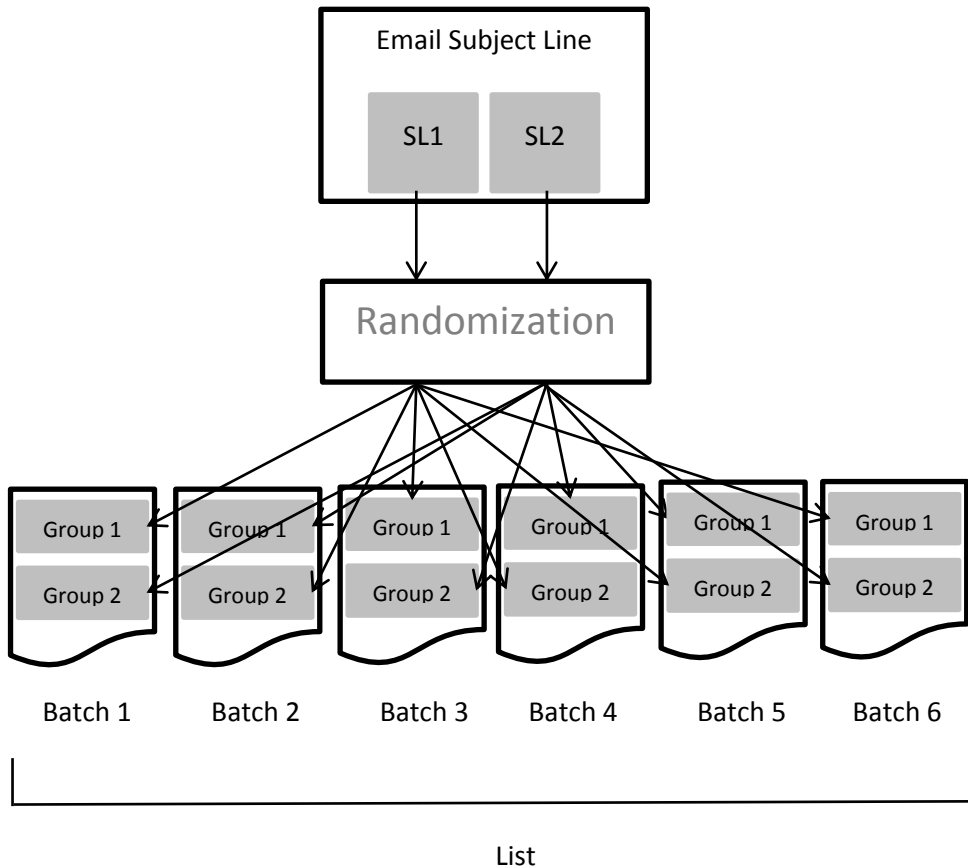 Email Subject Line
SL1 SL2
Randomization
Group 1 Group 1 Group 1 Group 1 Group 1 Group 1
Group 2 Group 2 Group 2 Group 2 Group 2 Group 2
Batch 1 Batch 2 Batch 3 Batch 4 Batch 5 Batch 6
List